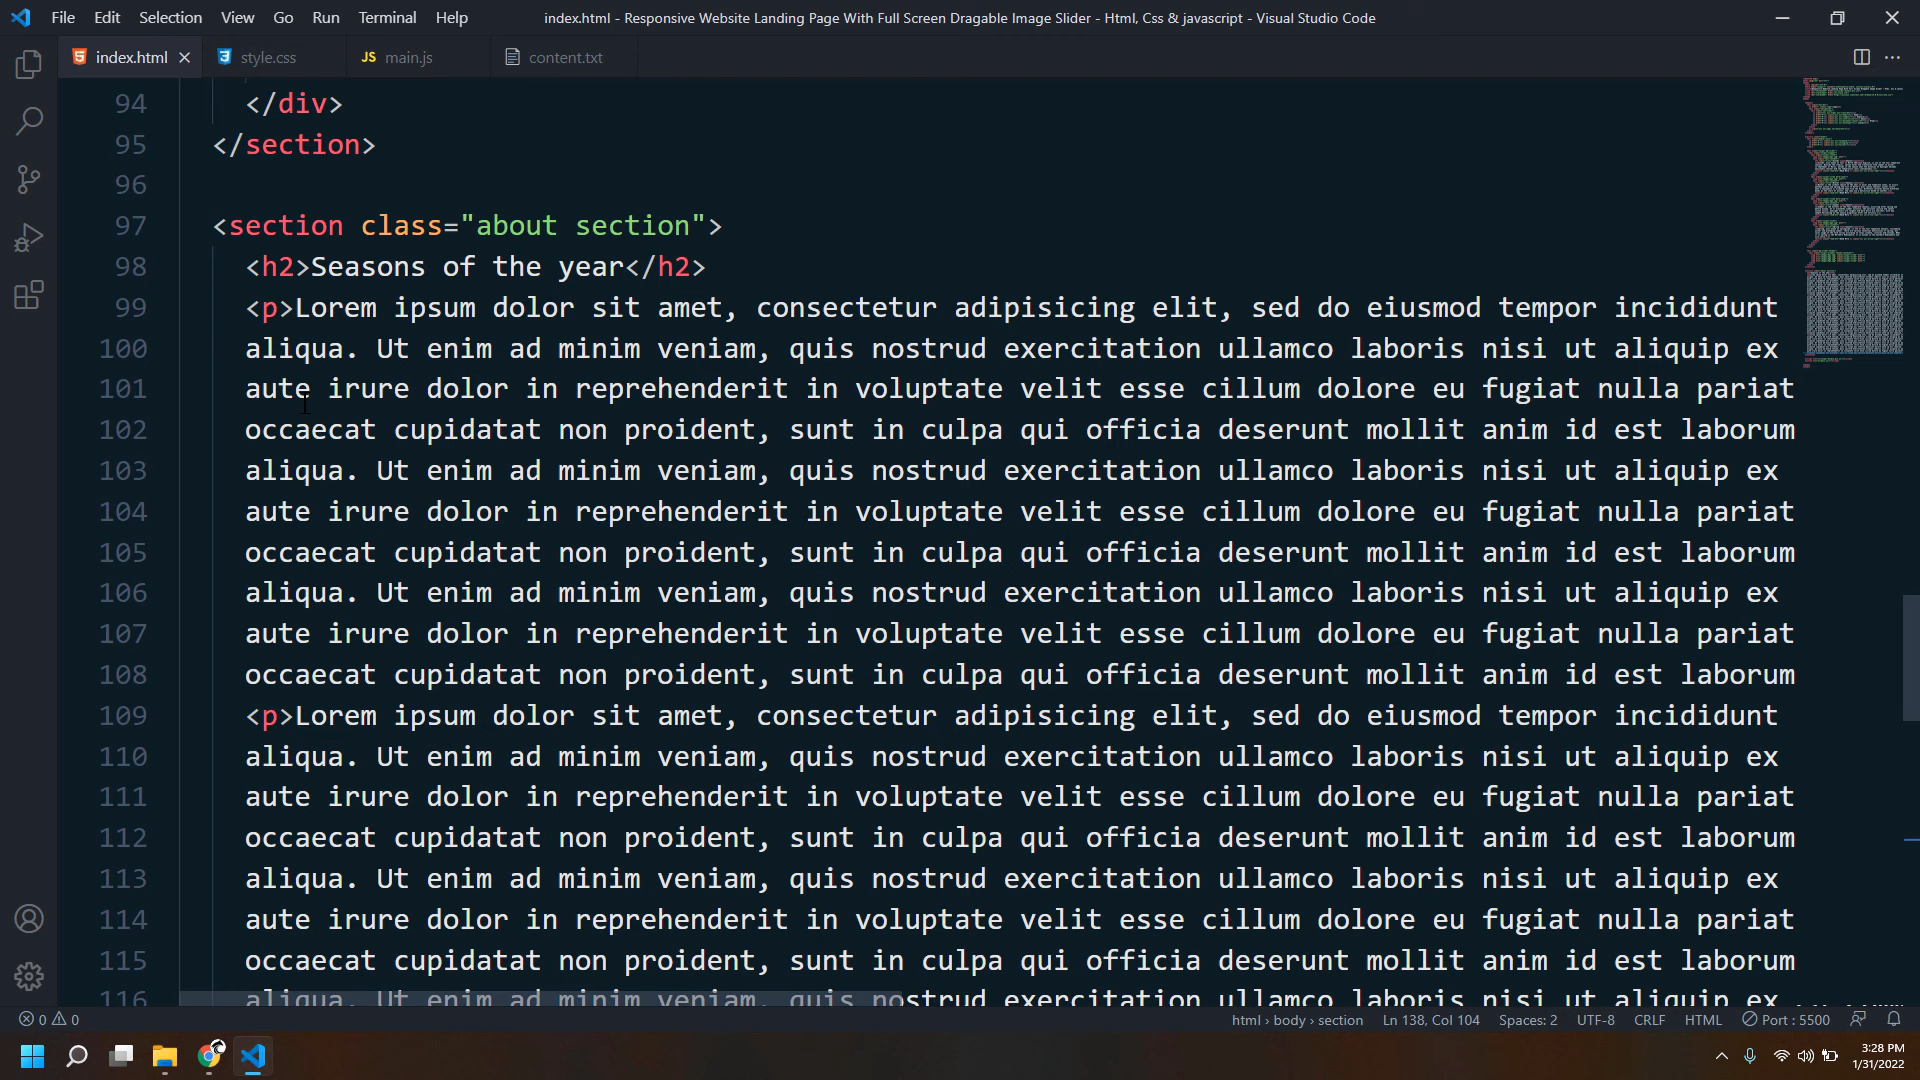 File Edit Selection View Go Run Terminal Help index.html - Responsive Website Landing Page With Full Screen Dragable Image Slider - Html, Css & javascript - Visual Studio Code
index.html style.css JS main.js content.txt
94 </div>
95 </section>
96
97 <section class="about section">
98 <h2>Seasons of the year</h2>
99 <p>Lorem ipsum dolor sit amet, consectetur adipisicing elit, sed do eiusmod tempor incididunt
100 aliqua. Ut enim ad minim veniam, quis nostrud exercitation ullamco laboris nisi ut aliquip ex
101 aute irure dolor in reprehenderit in voluptate velit esse cillum dolore eu fugiat nulla pariat
102 occaecat cupidatat non proident, sunt in culpa qui officia deserunt mollit anim id est laborum
103 aliqua. Ut enim ad minim veniam, quis nostrud exercitation ullamco laboris nisi ut aliquip ex
104 aute irure dolor in reprehenderit in voluptate velit esse cillum dolore eu fugiat nulla pariat
105 occaecat cupidatat non proident, sunt in culpa qui officia deserunt mollit anim id est laborum
106 aliqua. Ut enim ad minim veniam, quis nostrud exercitation ullamco laboris nisi ut aliquip ex
107 aute irure dolor in reprehenderit in voluptate velit esse cillum dolore eu fugiat nulla pariat
108 occaecat cupidatat non proident, sunt in culpa qui officia deserunt mollit anim id est laborum
109 <p>Lorem ipsum dolor sit amet, consectetur adipisicing elit, sed do eiusmod tempor incididunt
110 aliqua. Ut enim ad minim veniam, quis nostrud exercitation ullamco laboris nisi ut aliquip ex
111 aute irure dolor in reprehenderit in voluptate velit esse cillum dolore eu fugiat nulla pariat
112 occaecat cupidatat non proident, sunt in culpa qui officia deserunt mollit anim id est laborum
113 aliqua. Ut enim ad minim veniam, quis nostrud exercitation ullamco laboris nisi ut aliquip ex
114 aute irure dolor in reprehenderit in voluptate velit esse cillum dolore eu fugiat nulla pariat
115 occaecat cupidatat non proident, sunt in culpa qui officia deserunt mollit anim id est laborum
116 aliqua. Ut enim ad minim veniam, quis nostrud exercitation ullamco laboris nisi ut aliquip ex
0 0 html › body › section Ln 138, Col 104 Spaces: 2 UTF-8 CRLF HTML Port : 5500
3:28 PM
1/31/2022